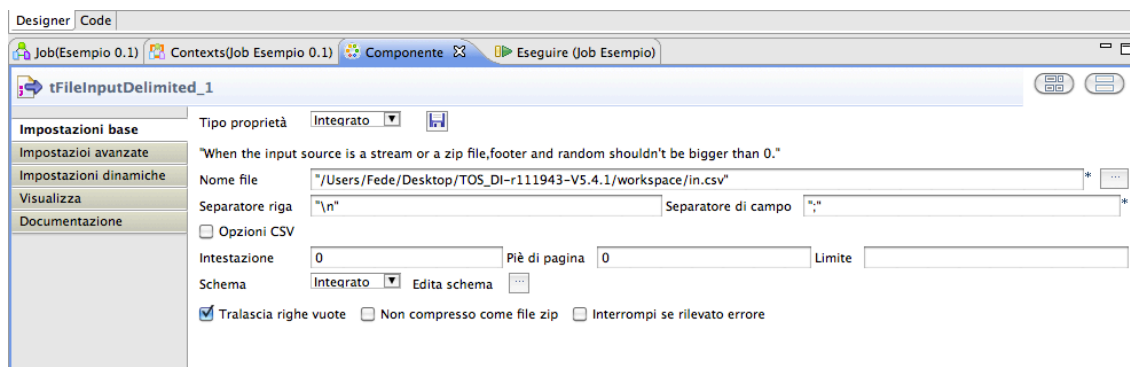 Designer Code
Job(Esempio 0.1) Contexts(Job Esempio 0.1) Componente Eseguire (Job Esempio)
tFileInputDelimited_1
Impostazioni base
Impostazioi avanzate
Impostazioni dinamiche
Visualizza
Documentazione
Tipo proprietà Integrato
"When the input source is a stream or a zip file,footer and random shouldn't be bigger than 0."
Nome file "/Users/Fede/Desktop/TOS_DI-r111943-V5.4.1/workspace/in.csv" * ...
Separatore riga "\n" Separatore di campo ";" *
Opzioni CSV
Intestazione 0 Piè di pagina 0 Limite
Schema Integrato Edita schema ...
Tralascia righe vuote Non compresso come file zip Interrompi se rilevato errore